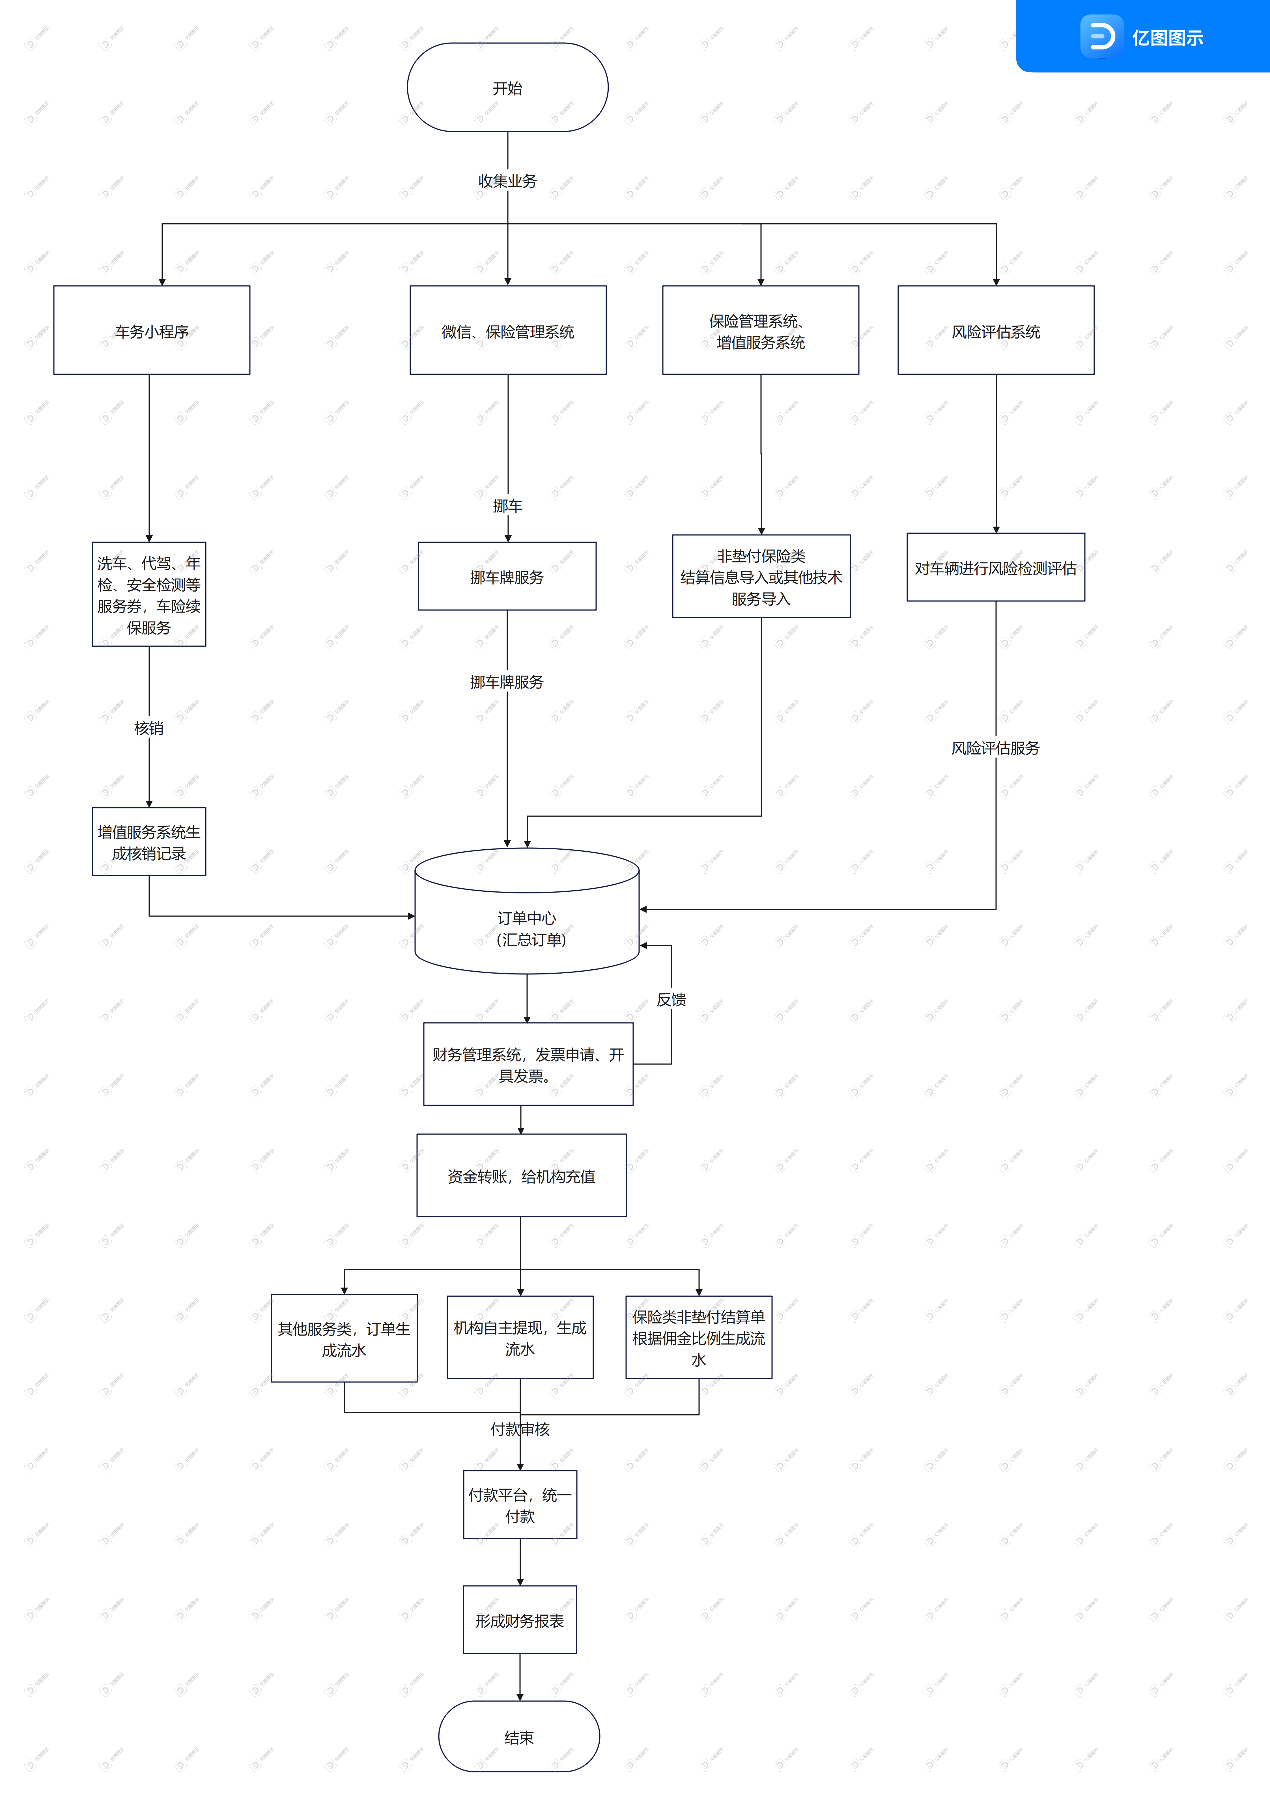 亿图图示
开始
收集业务
车务小程序
微信、保险管理系统
保险管理系统、
增值服务系统
风险评估系统
挪车
洗车、代驾、年
检、安全检测等
服务券，车险续
保服务
挪车牌服务
非垫付保险类
结算信息导入或其他技术
服务导入
对车辆进行风险检测评估
挪车牌服务
核销
风险评估服务
增值服务系统生
成核销记录
订单中心
（汇总订单）
反馈
财务管理系统，发票申请、开
具发票。
资金转账，给机构充值
其他服务类，订单生
成流水
机构自主提现，生成
流水
保险类非垫付结算单
根据佣金比例生成流
水
付款审核
付款平台，统一
付款
形成财务报表
结束